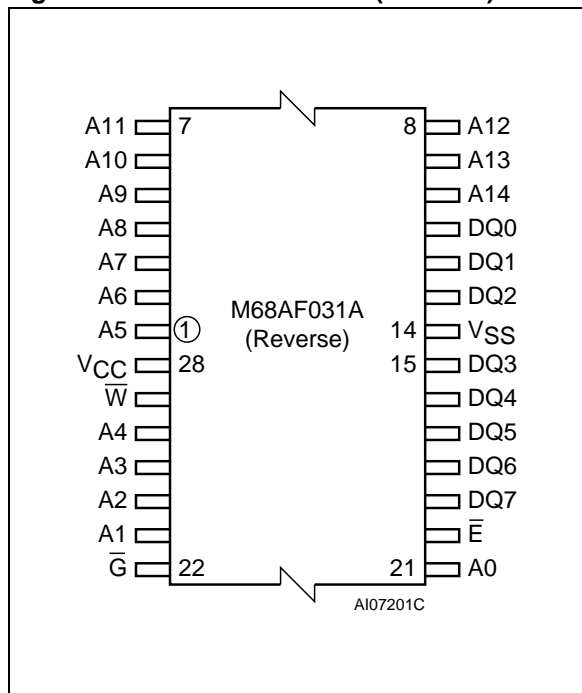 A11 7 8 A12
A10 A13
A9 A14
A8 DQ0
A7 DQ1
A6 DQ2
M68AF031A
A5 1 (Reverse) 14 VSS
VCC 28 15 DQ3
W̅ DQ4
A4 DQ5
A3 DQ6
A2 DQ7
A1 E̅
G̅ 22 21 A0
AI07201C